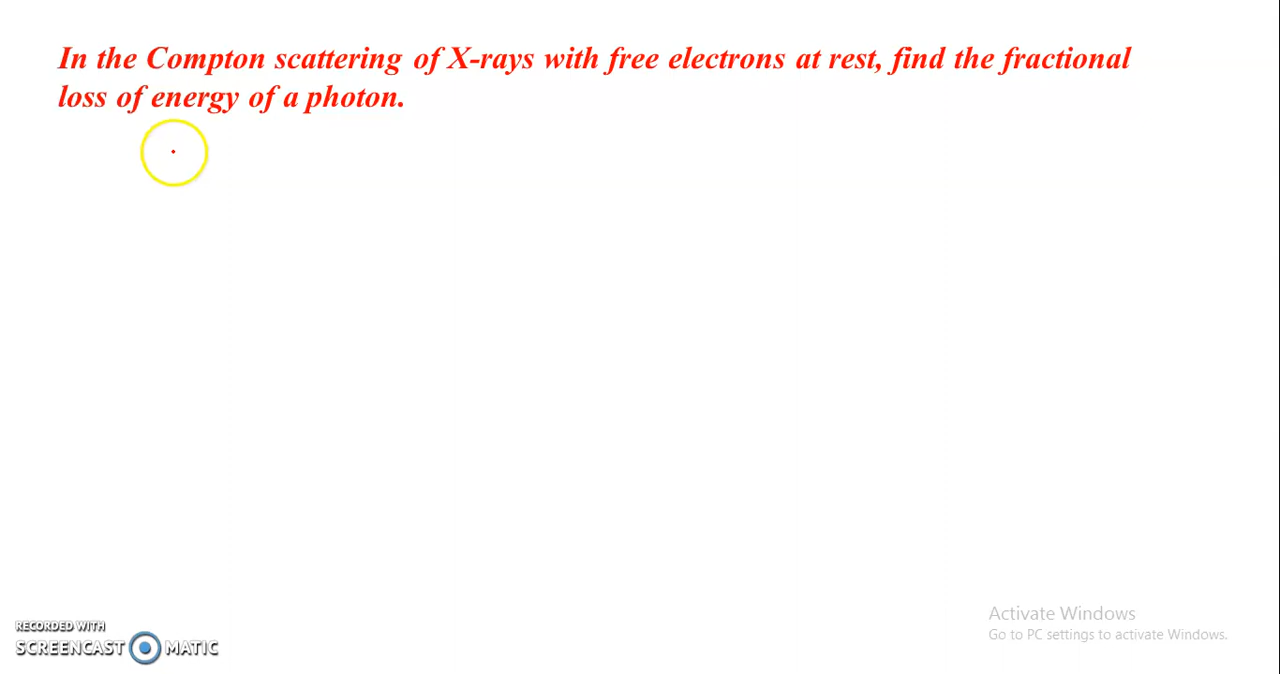 In the Compton scattering of X-rays with free electrons at rest, find the fractional
loss of energy of a photon.
Activate Windows
Go to PC settings to activate Windows.
RECORDED WITH
SCREENCAST MATIC